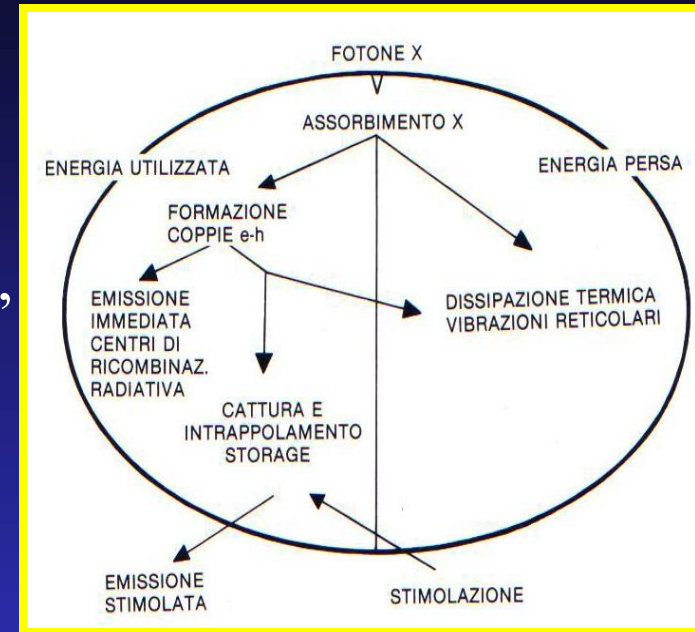 FOTONE X
ASSORBIMENTO X
ENERGIA UTILIZZATA
ENERGIA PERSA
FORMAZIONE
COPPIE e-h
,
EMISSIONE
IMMEDIATA
CENTRI DI
RICOMBINAZ.
RADIATIVA
DISSIPAZIONE TERMICA
VIBRAZIONI RETICOLARI
CATTURA E
INTRAPPOLAMENTO
STORAGE
EMISSIONE
STIMOLATA
STIMOLAZIONE